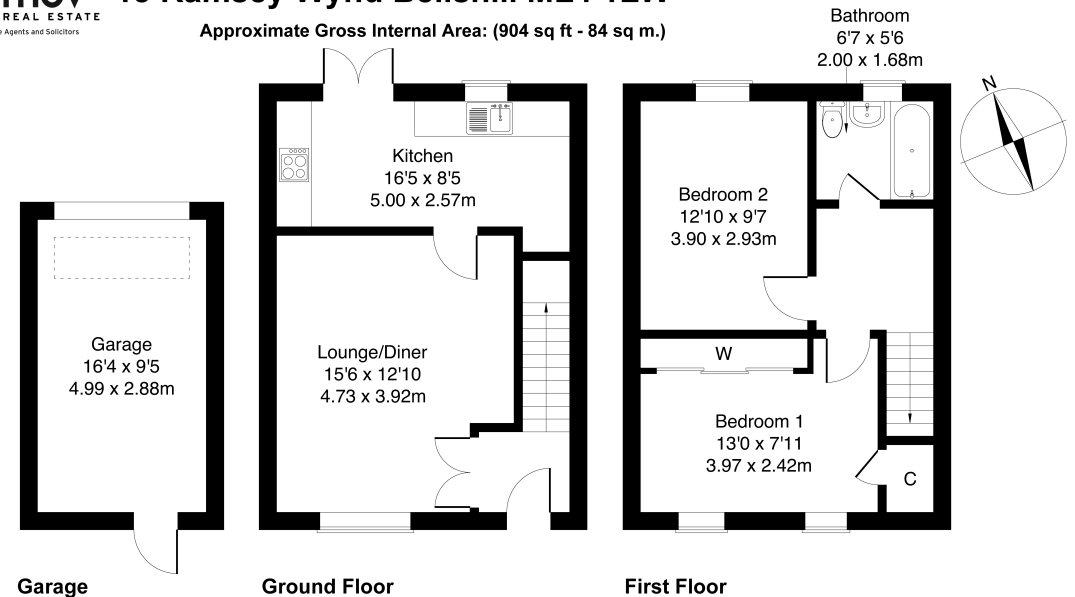 REAL ESTATE
Agents and Solicitors
Approximate Gross Internal Area: (904 sq ft - 84 sq m.)
Bathroom
6'7 x 5'6
2.00 x 1.68m
N
Kitchen
16'5 x 8'5
5.00 x 2.57m
Bedroom 2
12'10 x 9'7
3.90 x 2.93m
Garage
16'4 x 9'5
4.99 x 2.88m
Lounge/Diner
15'6 x 12'10
4.73 x 3.92m
W
Bedroom 1
13'0 x 7'11
3.97 x 2.42m
C
Garage
Ground Floor
First Floor